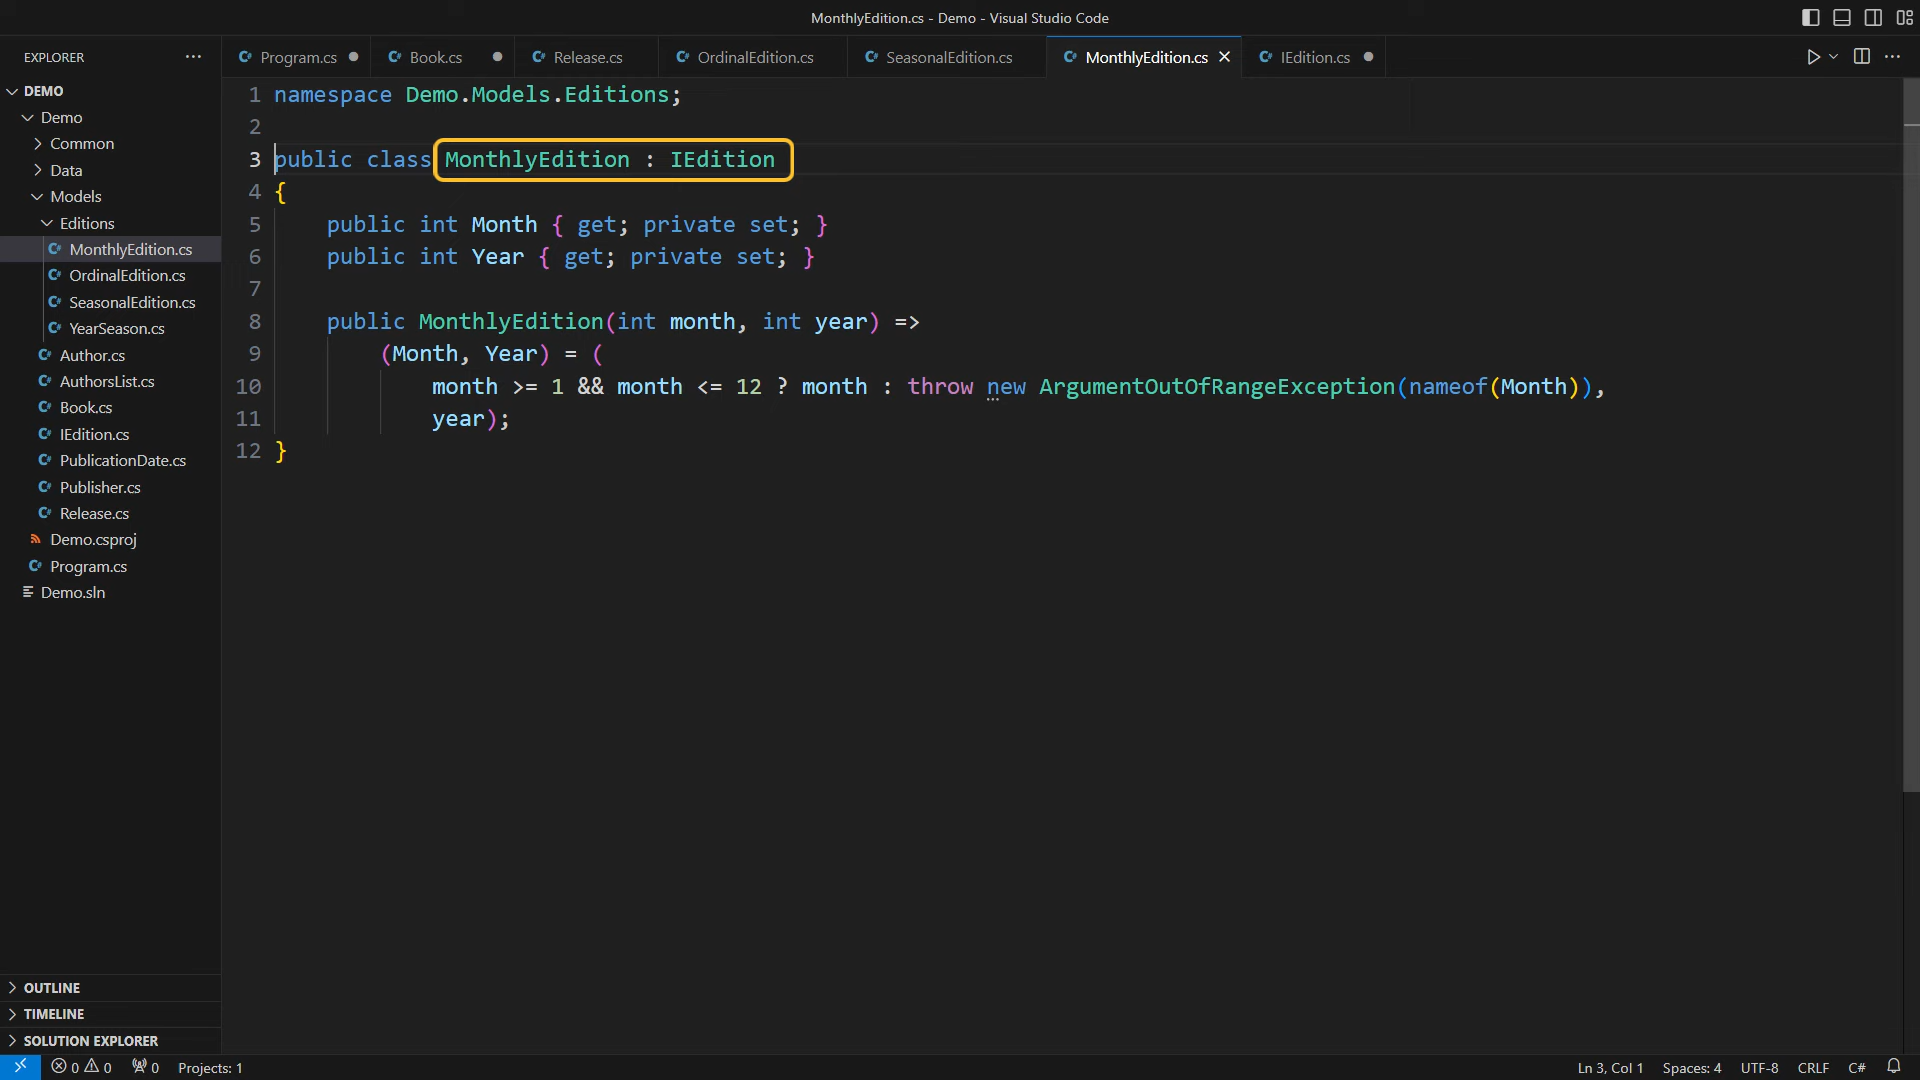 MonthlyEdition.cs - Demo - Visual Studio Code
EXPLORER
Program.cs
Book.cs
Release.cs
OrdinalEdition.cs
SeasonalEdition.cs
MonthlyEdition.cs
IEdition.cs
DEMO
Demo
Common
Data
Models
Editions
MonthlyEdition.cs
OrdinalEdition.cs
SeasonalEdition.cs
YearSeason.cs
Author.cs
AuthorsList.cs
Book.cs
IEdition.cs
PublicationDate.cs
Publisher.cs
Release.cs
Demo.csproj
Program.cs
Demo.sln
OUTLINE
TIMELINE
SOLUTION EXPLORER
1 namespace Demo.Models.Editions;
2
3 public class MonthlyEdition : IEdition
4 {
5     public int Month { get; private set; }
6     public int Year { get; private set; }
7
8     public MonthlyEdition(int month, int year) =>
9         (Month, Year) = (
10             month >= 1 && month <= 12 ? month : throw new ArgumentOutOfRangeException(nameof(Month)),
11             year);
12 }
0 0 0 Projects: 1
Ln 3, Col 1 Spaces: 4 UTF-8 CRLF C#